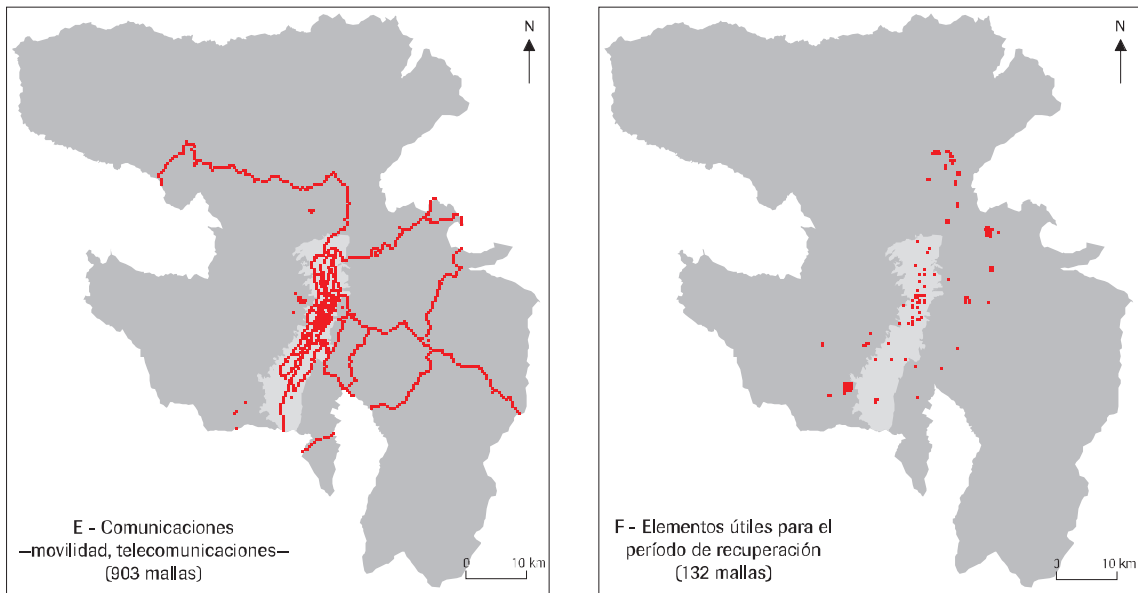 N
E - Comunicaciones
—movilidad, telecomunicaciones—
(903 mallas)
0 10 km
N
F - Elementos útiles para el
período de recuperación
(132 mallas)
0 10 km